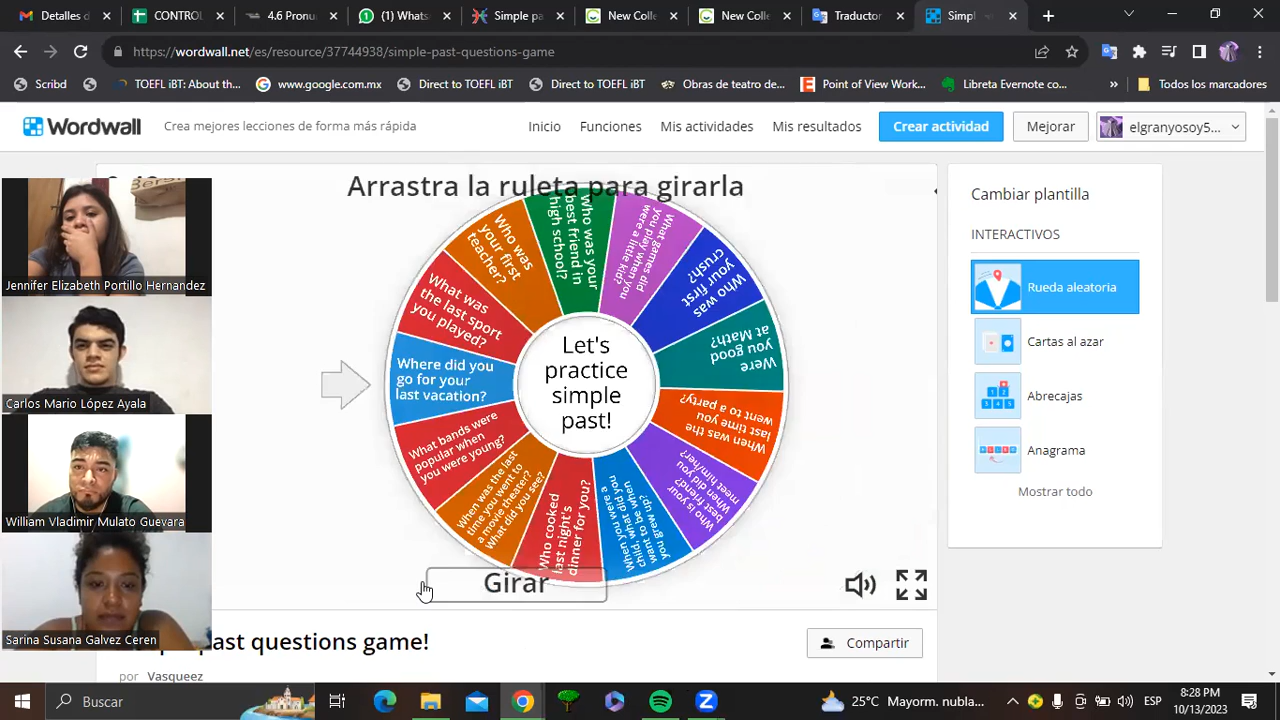 Detalles d
CONTROL
4.6 Pronu
(1) Whats
Simple pa
New Colle
New Colle
Traductor
Simpl
https://wordwall.net/es/resource/37744938/simple-past-questions-game
Scribd
TOEFL iBT: About th...
www.google.com.mx
Direct to TOEFL iBT
Direct to TOEFL iBT
Obras de teatro de...
Point of View Work...
Libreta Evernote co...
Todos los marcadores
Wordwall
Crea mejores lecciones de forma más rápida
Inicio
Funciones
Mis actividades
Mis resultados
Crear actividad
Mejorar
elgranyosoy5...
Arrastra la ruleta para girarla
Who was your
best friend in
high school?
What games did
you play when you
were a little kid?
Who was
your first
crush?
Were
you good
at Math?
When was the
last time you
went to a party?
Who is your
best friend?
When did you
meet him/her?
When you were a
child, what did you
want to be when
you grew up?
Who cooked
last night's
dinner for you?
When was the last
time you went to
a movie theater?
What did you see?
What bands were
popular when
you were young?
Where did you
go for your
last vacation?
What was
the last sport
you played?
Who was
your first
teacher?
Let's
practice
simple
past!
Girar
Cambiar plantilla
INTERACTIVOS
Rueda aleatoria
Cartas al azar
Abrecajas
Anagrama
Mostrar todo
Jennifer Elizabeth Portillo Hernandez
Carlos Mario López Ayala
William Vladimir Mulato Guevara
Sarina Susana Galvez Ceren
past questions game!
Compartir
por Vasqueez
Buscar
25°C Mayorm. nubla...
ESP
8:28 PM
10/13/2023